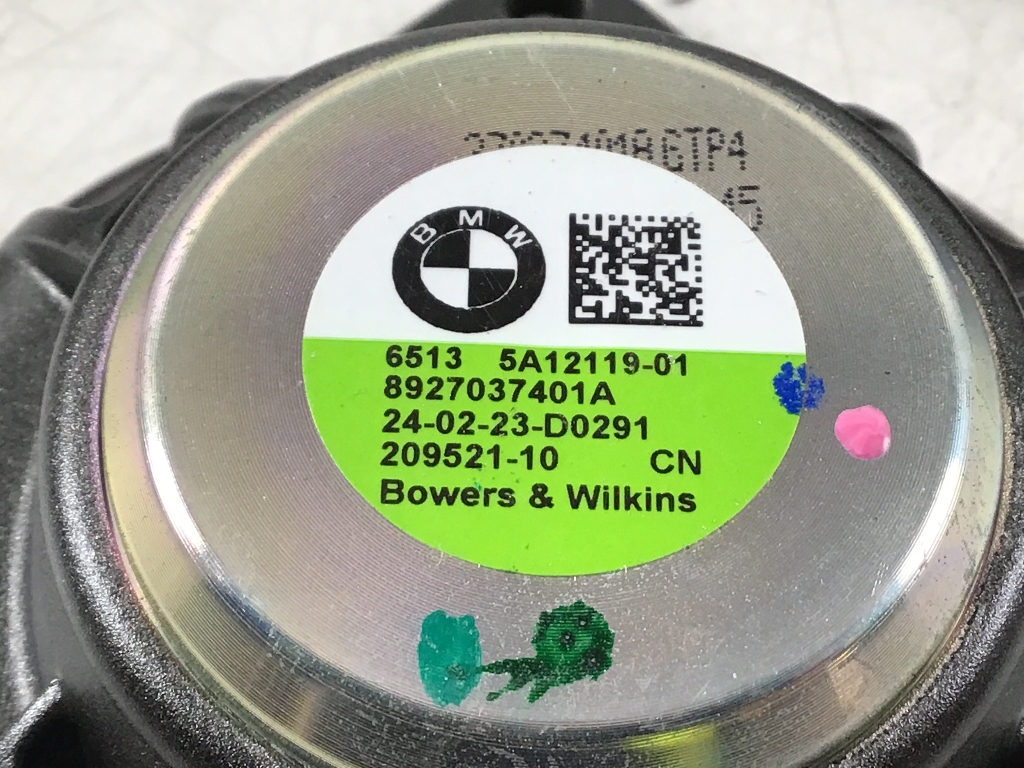 BMW
6513 5A12119-01
8927037401A
24-02-23-D0291
209521-10 CN
Bowers & Wilkins